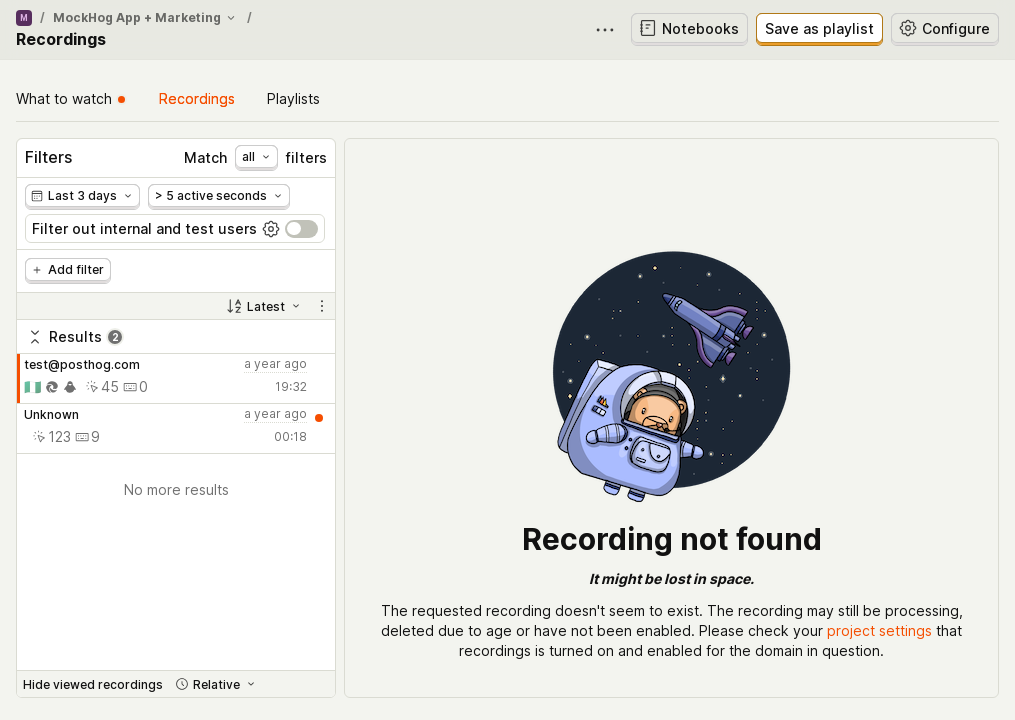 M / MockHog App + Marketing /
Recordings
Notebooks
Save as playlist
Configure
What to watch
Recordings
Playlists
Filters
Match all filters
Last 3 days
> 5 active seconds
Filter out internal and test users
+ Add filter
Latest
Results 2
test@posthog.com a year ago
45 0 19:32
Unknown a year ago
123 9 00:18
No more results
Hide viewed recordings
Relative
Recording not found
It might be lost in space.
The requested recording doesn't seem to exist. The recording may still be processing,
deleted due to age or have not been enabled. Please check your project settings that
recordings is turned on and enabled for the domain in question.